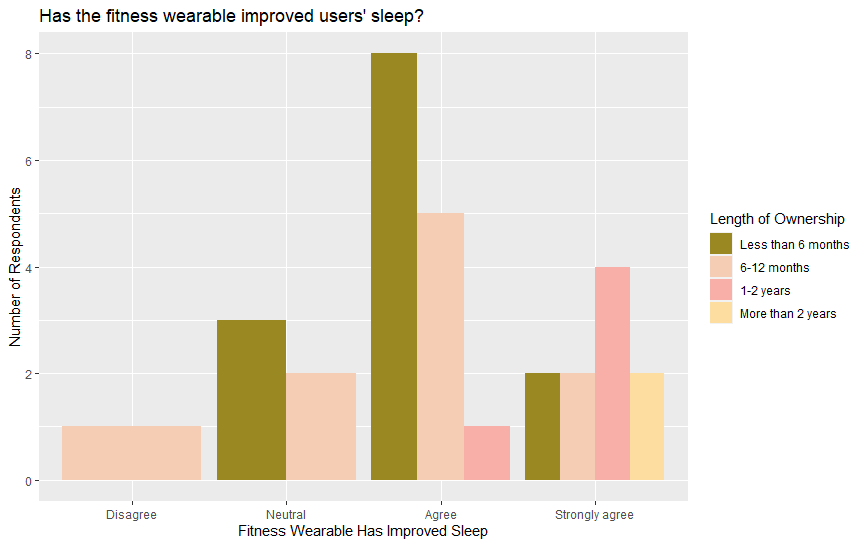 Has the fitness wearable improved users' sleep?
8
6
4
2
0
Number of Respondents
Disagree
Neutral
Agree
Strongly agree
Fitness Wearable Has Improved Sleep
Length of Ownership
Less than 6 months
6-12 months
1-2 years
More than 2 years